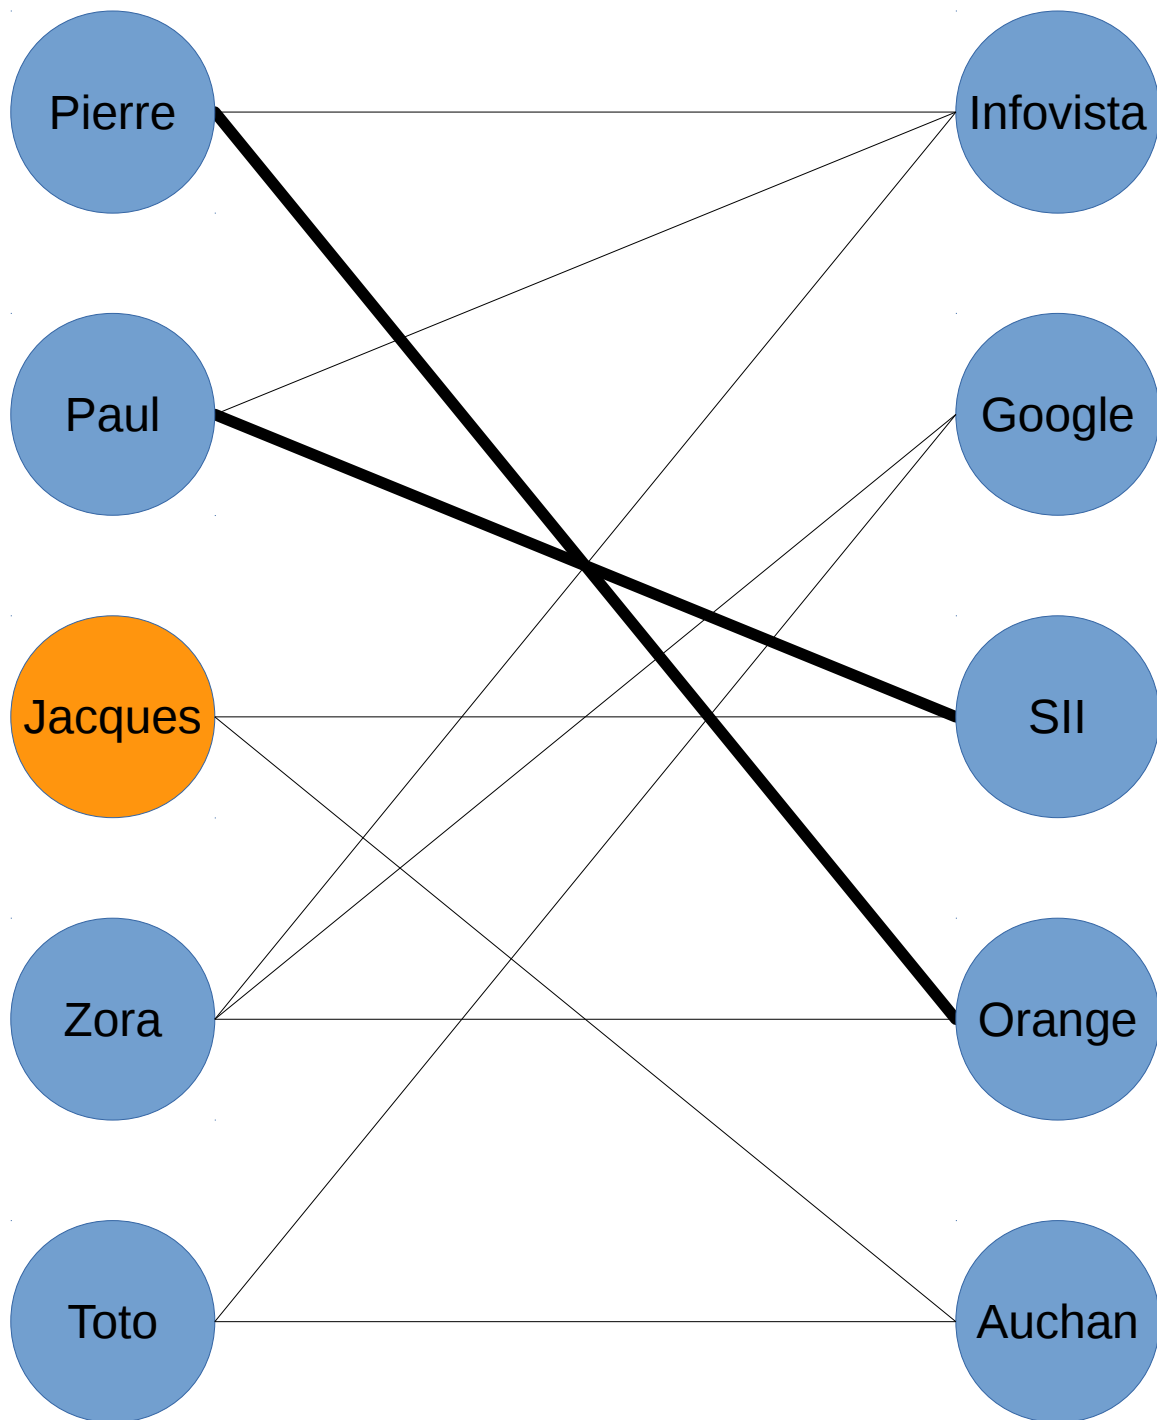 Pierre
Infovista
Paul
Google
Jacques
SII
Zora
Orange
Toto
Auchan